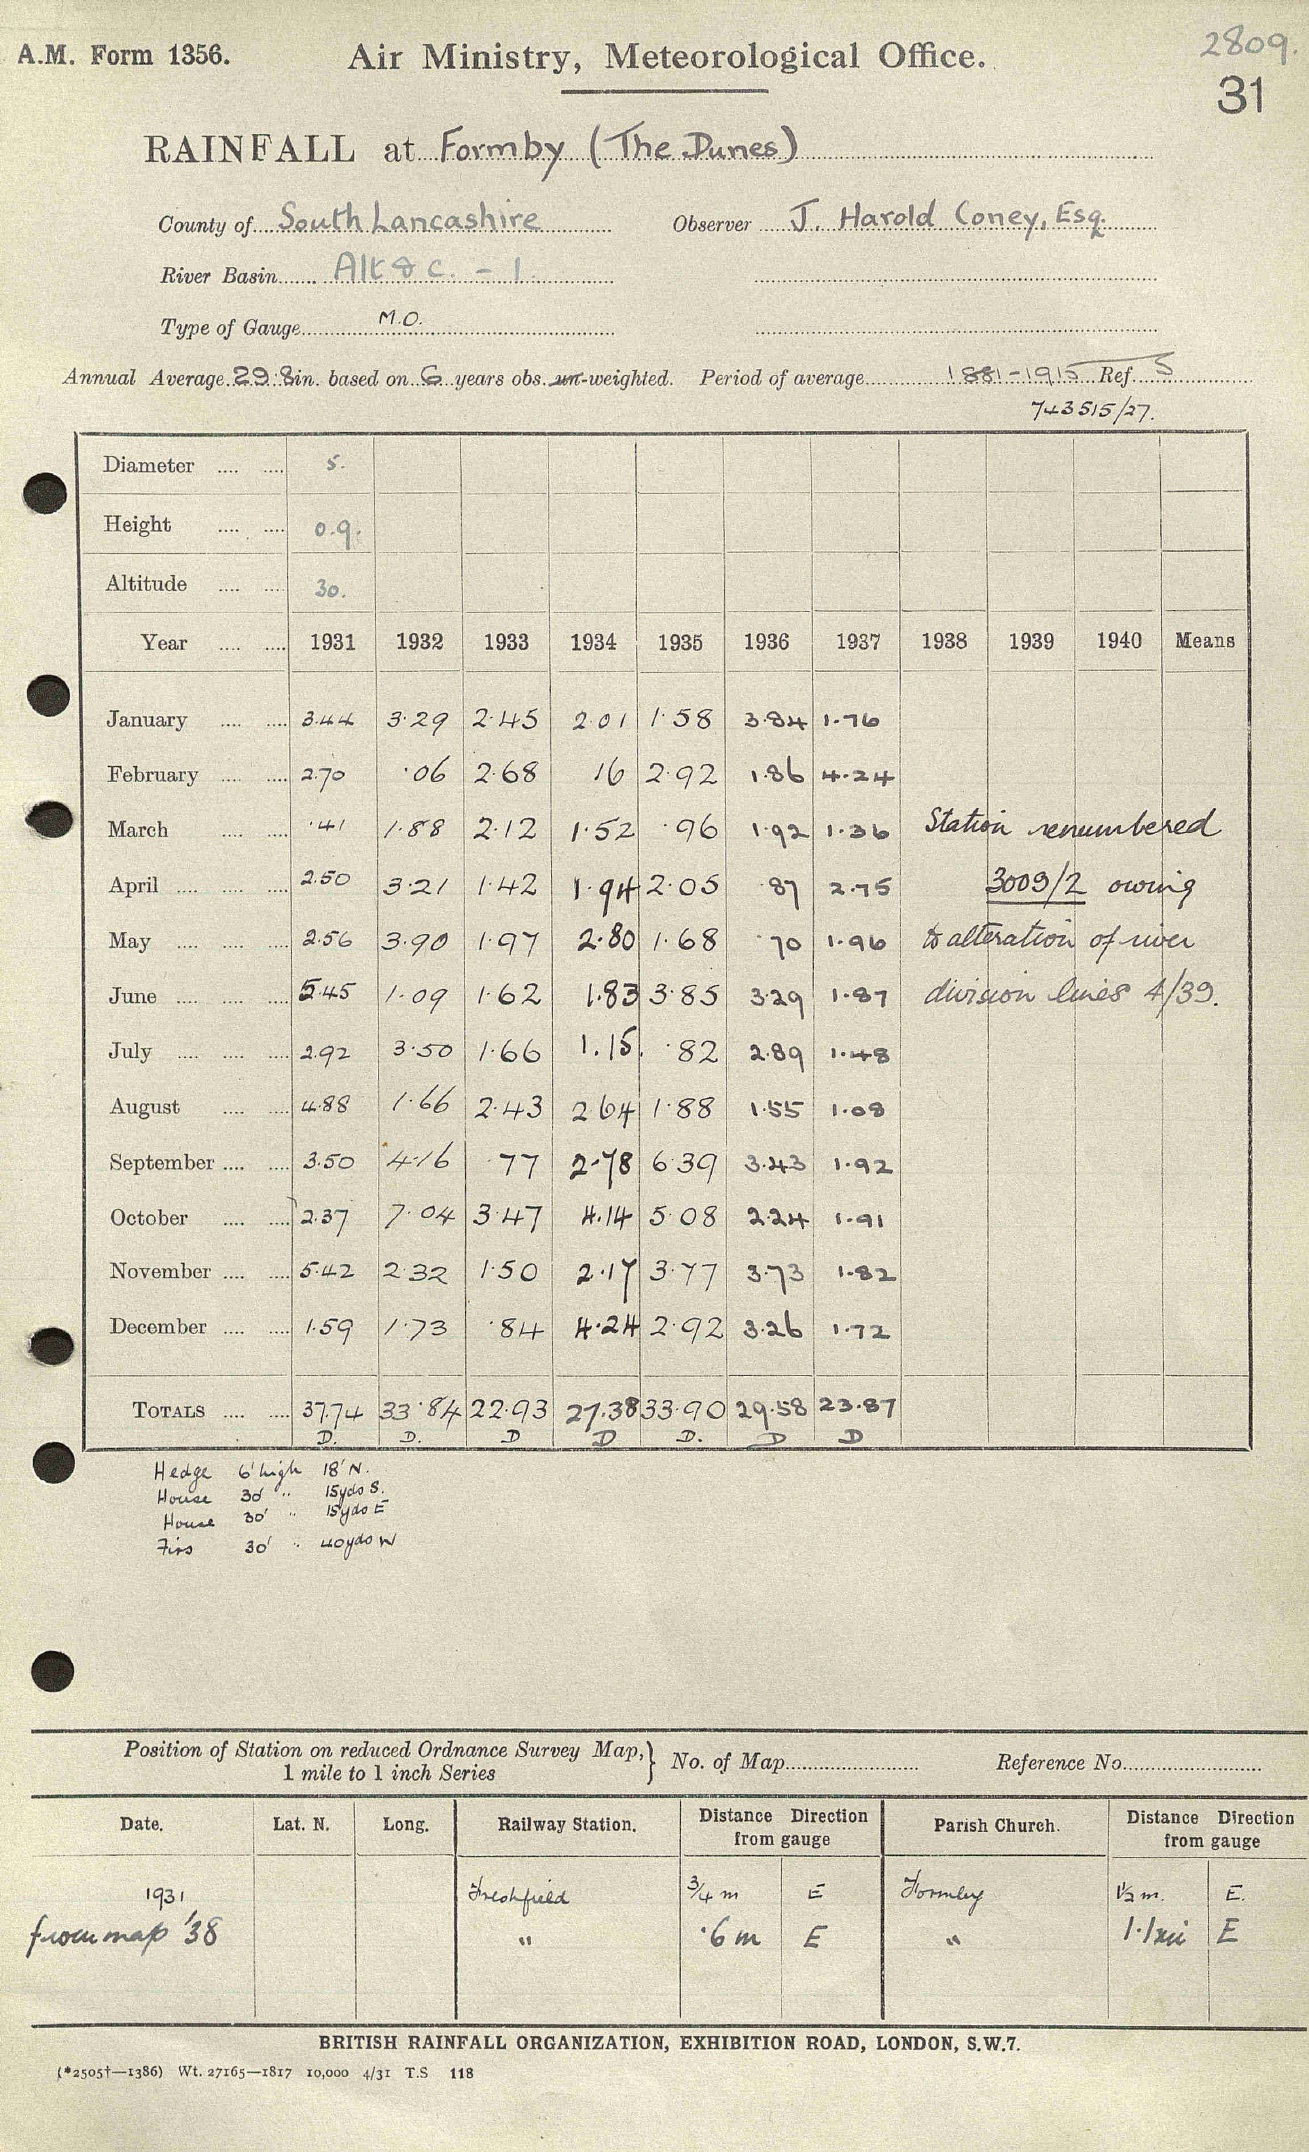 A.M. Form 1356.
Air Ministry, Meteorological Office.
2809.
31
RAINFALL at Formby (The Dunes)
County of South Lancashire Observer J. Harold Coney, Esq.
River Basin Alt & c. - 1.
Type of Gauge M.O.
Annual Average 29.8 in. based on 6 years obs. un-weighted. Period of average 1881-1915 Ref. S
743515/27.
Diameter 5.
Height 0.9.
Altitude 30.
Year 1931 1932 1933 1934 1935 1936 1937 1938 1939 1940 Means
January 3.44 3.29 2.45 2.01 1.58 3.84 1.76
February 2.70 .06 2.68 16 2.92 1.86 4.24
March .41 1.88 2.12 1.52 .96 1.92 1.36 Station renumbered
April 2.50 3.21 1.42 1.94 2.05 .87 2.75 3009/2 owing
May 2.56 3.90 1.97 2.80 1.68 .70 1.96 to alteration of river
June 5.45 1.09 1.62 1.83 3.85 3.29 1.87 division lines 4/39.
July 2.92 3.50 1.66 1.15. .82 2.89 1.48
August 4.88 1.66 2.43 2 64 1.88 1.55 1.08
September 3.50 4.16 .77 2.78 6.39 3.43 1.92
October 2.37 7.04 3.47 4.14 5.08 2.24 1.91
November 5.42 2.32 1.50 2.17 3.77 3.73 1.82
December 1.59 1.73 .84 4.24 2.92 3.26 1.72
TOTALS 37.74 33.84 22.93 27.38 33.90 29.58 23.87
D. D. D D D. D D
Hedge 6' high 18' N.
House 30' " 15yds S.
House 30' " 15yds E
Firs 30' " 40yds W
Position of Station on reduced Ordnance Survey Map,} No. of Map Reference No.
1 mile to 1 inch Series
Date. Lat. N. Long. Railway Station. Distance Direction from gauge Parish Church. Distance Direction from gauge
1931 Freshfield 3/4 m E Formby 1½ m. E.
from map '38 " .6 m E " 1.1 mi E
BRITISH RAINFALL ORGANIZATION, EXHIBITION ROAD, LONDON, S.W.7.
(*2505†—1386) Wt. 27165—1817 10,000 4/31 T.S 118